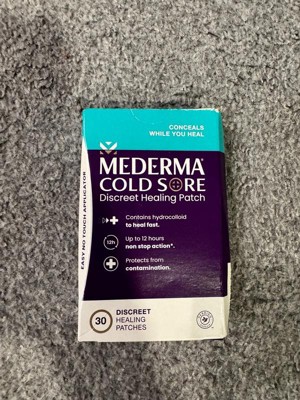 CONCEALS
WHILE YOU HEAL
MEDERMA®
COLD SORE
Discreet Healing Patch
Contains hydrocolloid
to heal fast.
12h
Up to 12 hours
non stop action*.
Protects from
contamination.
EASY NO TOUCH APPLICATOR
30
DISCREET
HEALING
PATCHES